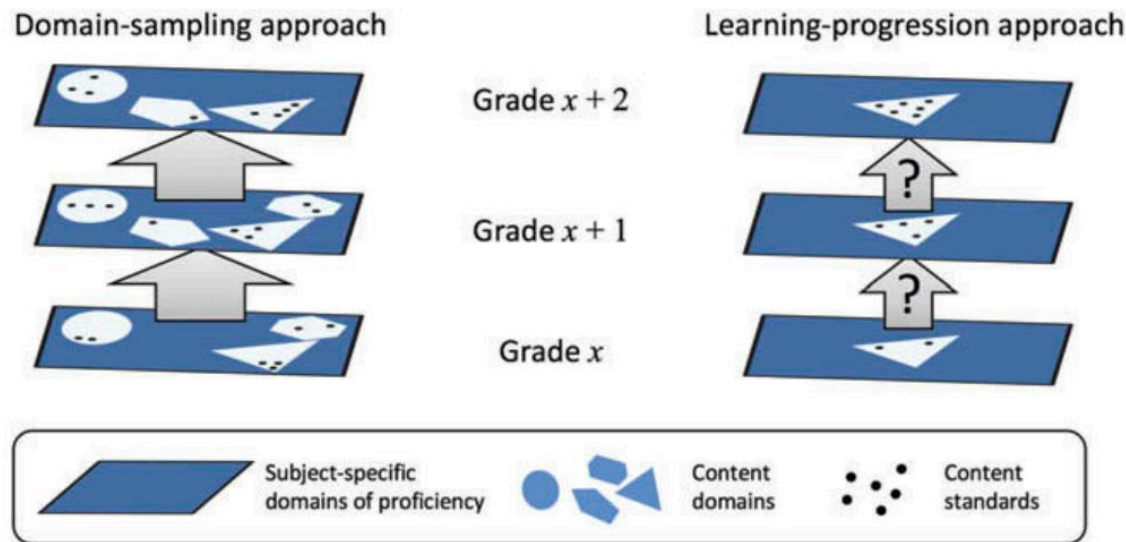 Domain-sampling approach
Learning-progression approach
Grade x + 2
?
Grade x + 1
?
Grade x
Subject-specific
domains of proficiency
Content
domains
Content
standards